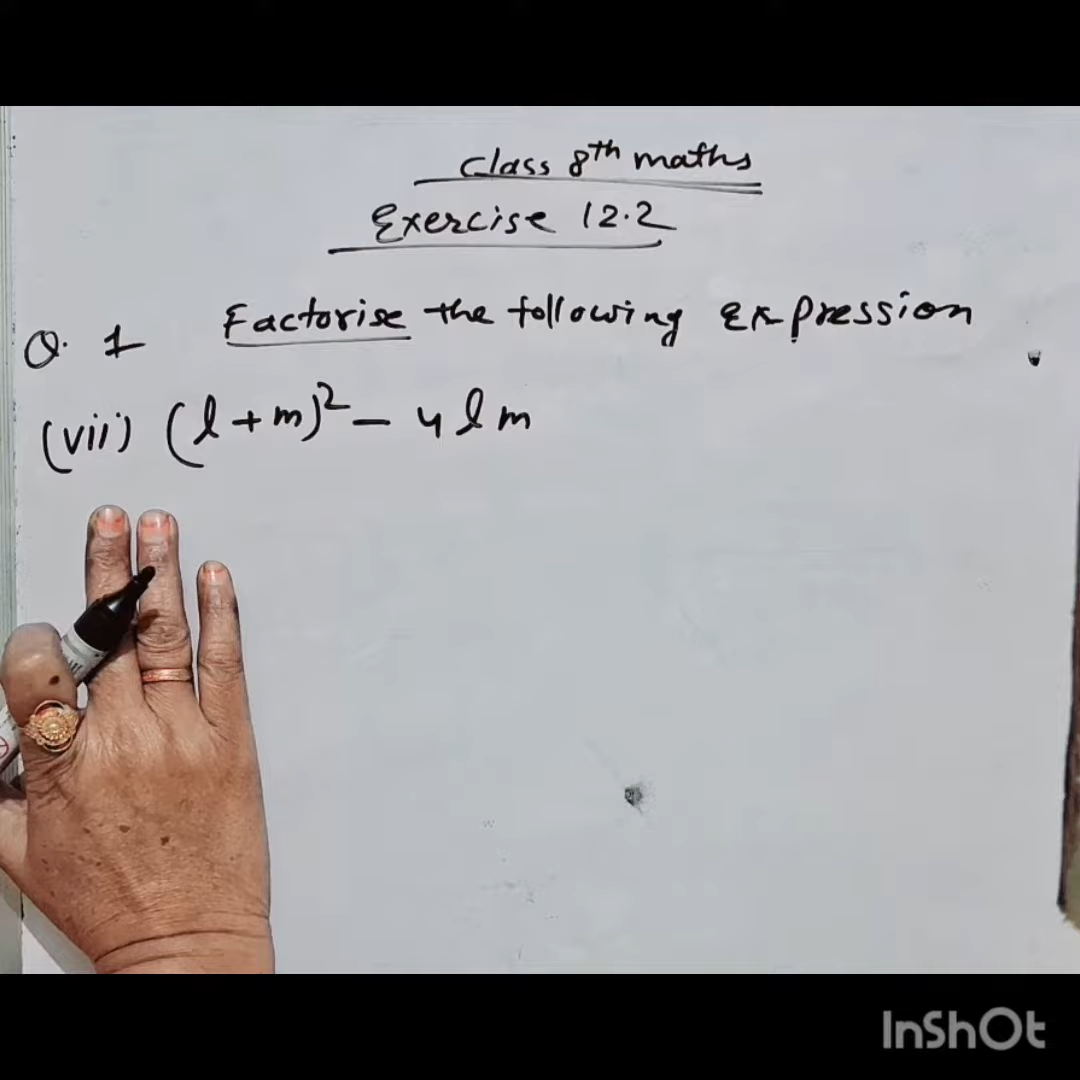 Class 8th maths
Exercise 12.2
Q. 1 Factorise the following Expression
(vii) (l+m)² - 4lm
InShOt